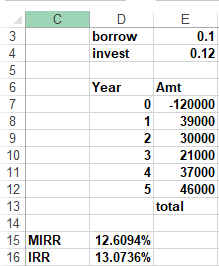 C D E
3 borrow 0.1
4 invest 0.12
5
6 Year Amt
7 0 -120000
8 1 39000
9 2 30000
10 3 21000
11 4 37000
12 5 46000
13 total
14
15 MIRR 12.6094%
16 IRR 13.0736%